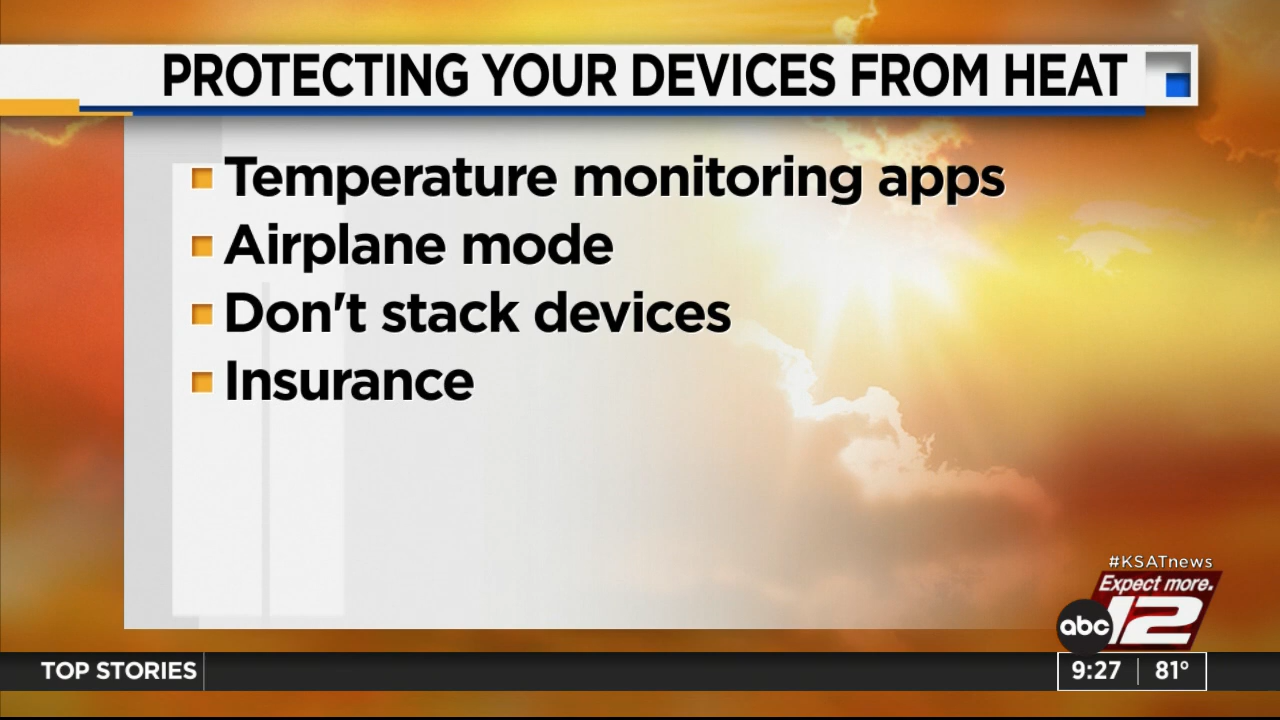 PROTECTING YOUR DEVICES FROM HEAT
Temperature monitoring apps
Airplane mode
Don't stack devices
Insurance
#KSATnews
Expect more.
abc 12
TOP STORIES
9:27 81°